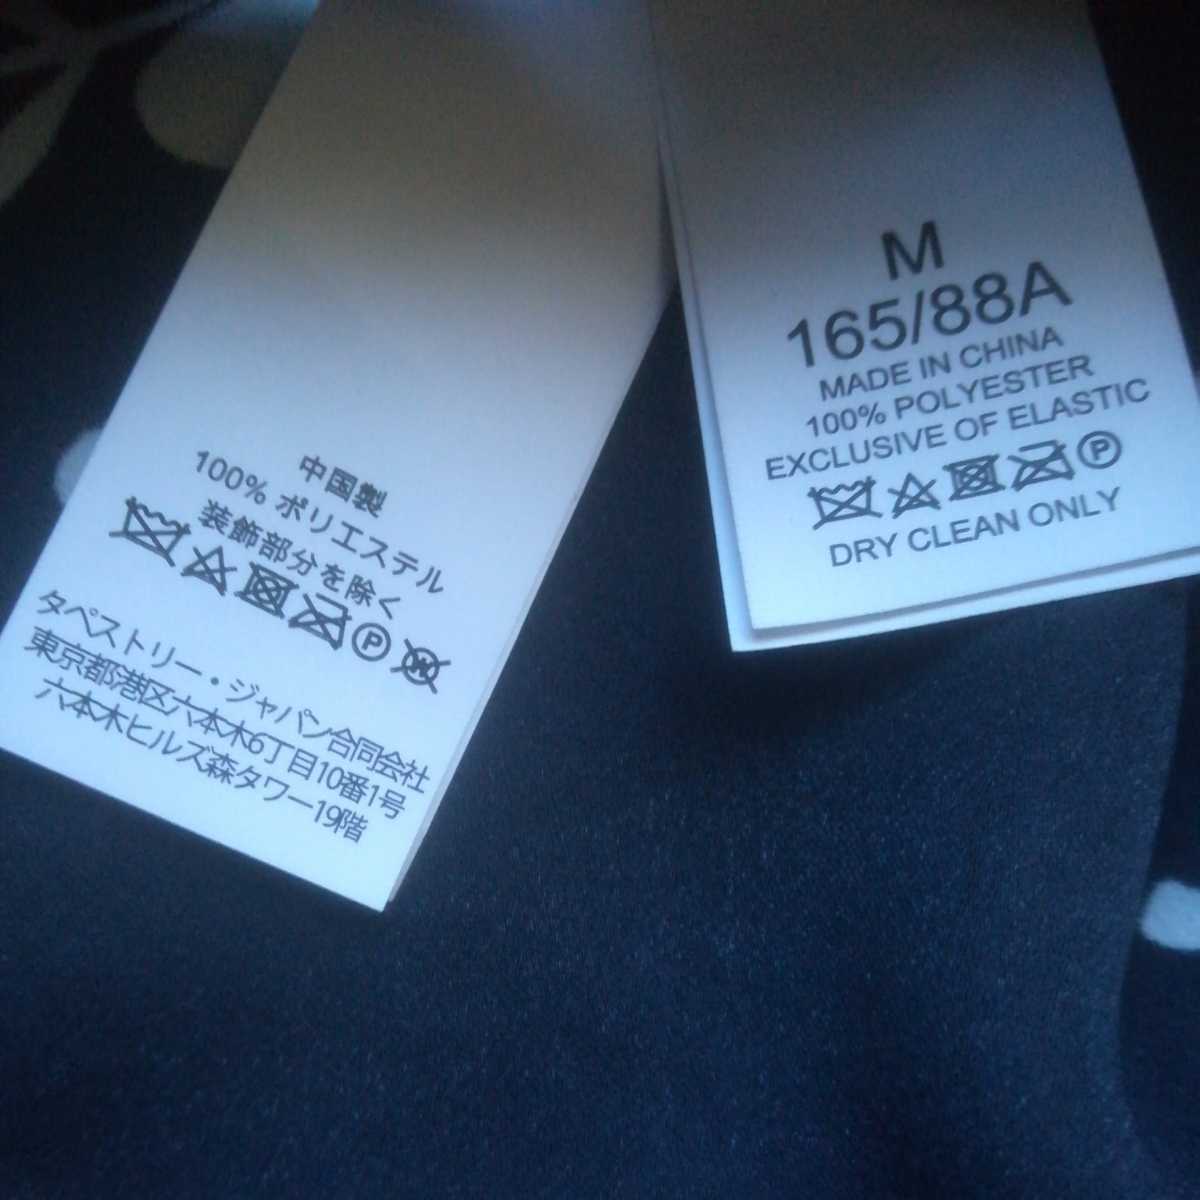 中国製
100% ポリエステル
装飾部分を除く
P W
タペストリー・ジャパン合同会社
東京都港区六本木6丁目10番1号
六本木ヒルズ森タワー19階
M
165/88A
MADE IN CHINA
100% POLYESTER
EXCLUSIVE OF ELASTIC
P
DRY CLEAN ONLY